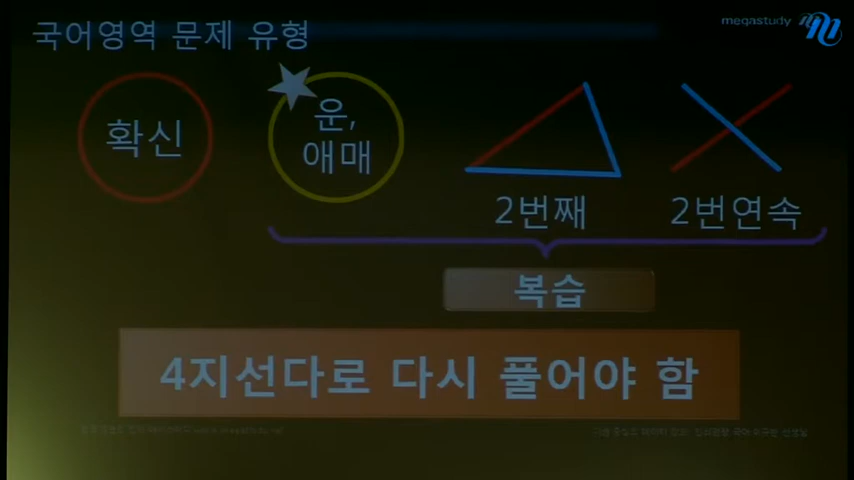 국어영역 문제 유형
megastudy
확신
운,
애매
2번째
2번연속
복습
4지선다로 다시 풀어야 함